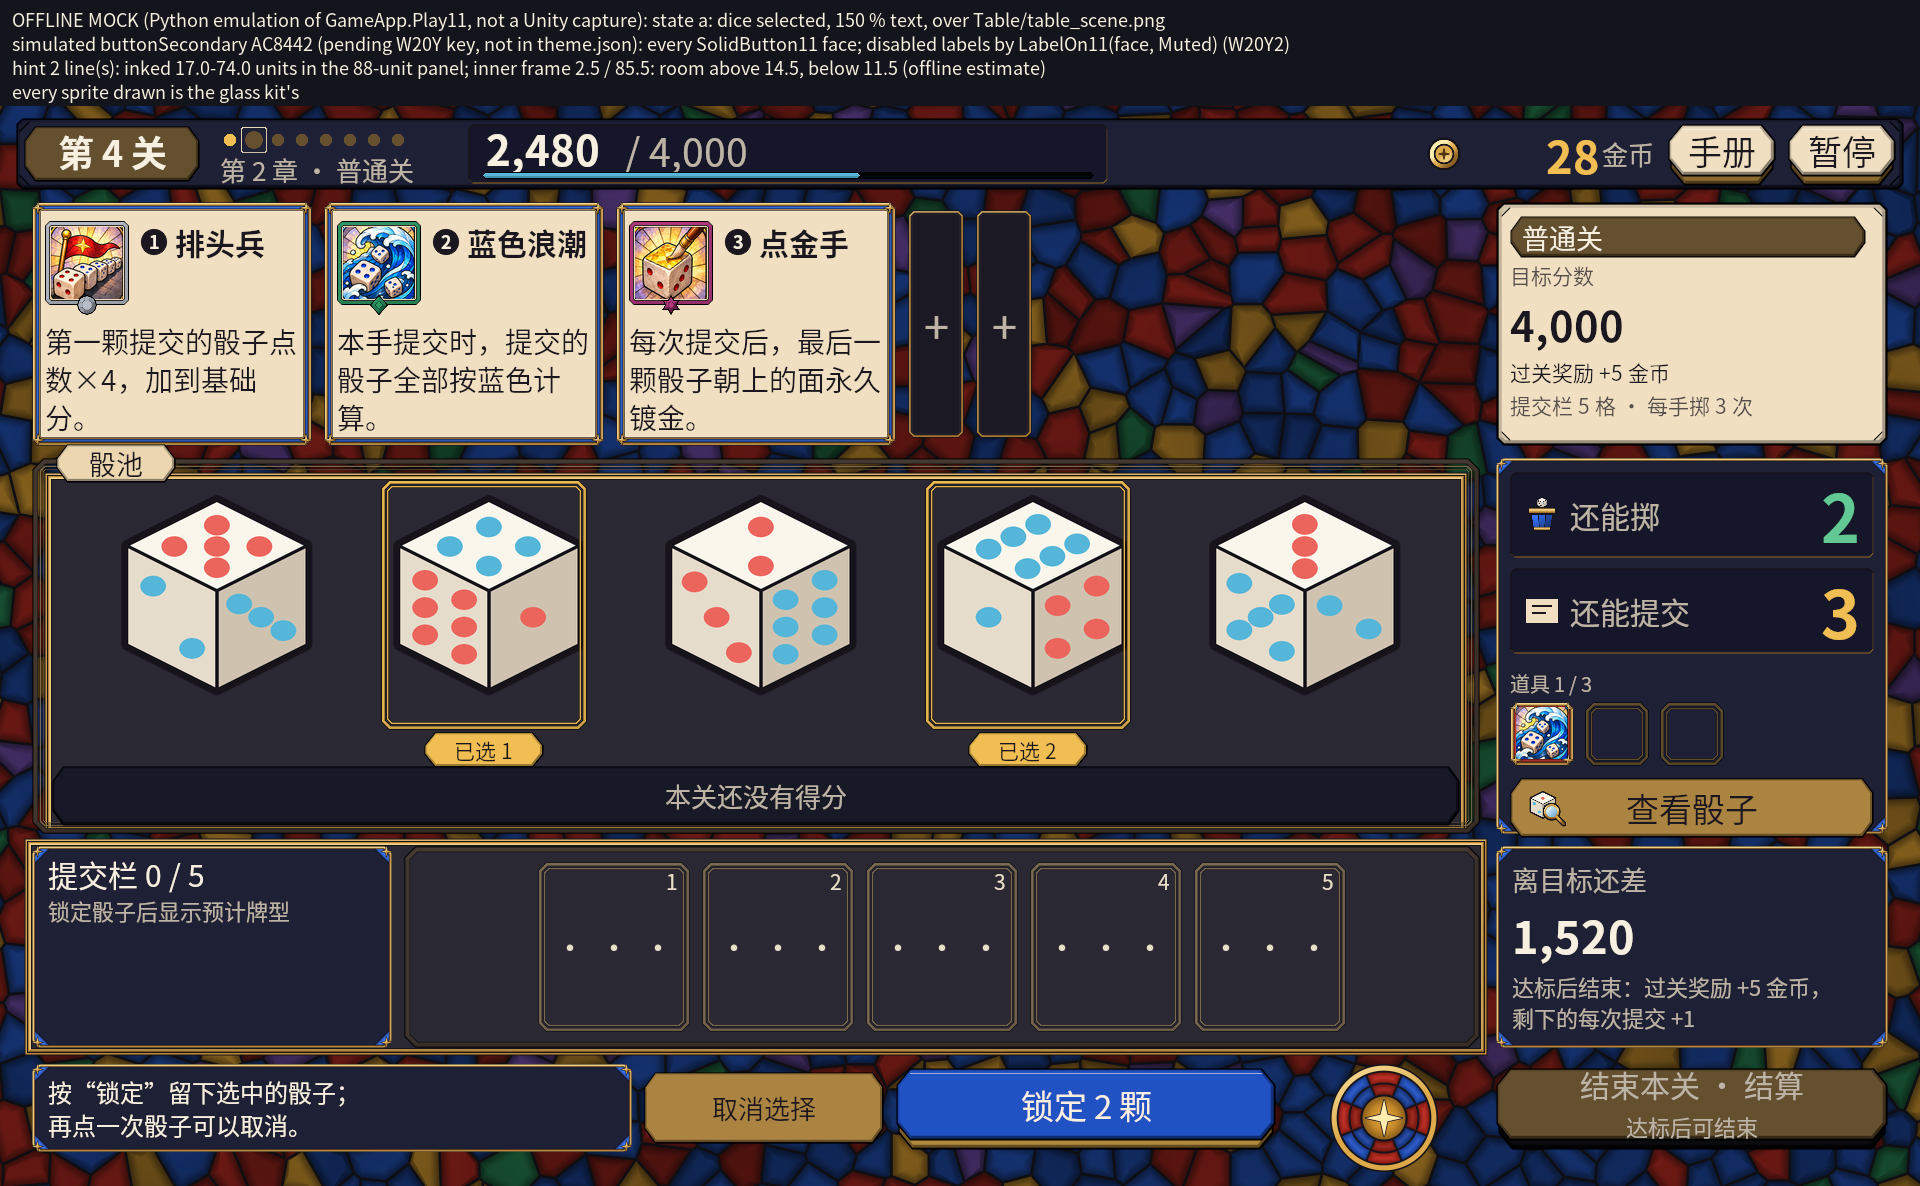 OFFLINE MOCK (Python emulation of GameApp.Play11, not a Unity capture): state a: dice selected, 150 % text, over Table/table_scene.png
simulated buttonSecondary AC8442 (pending W20Y key, not in theme.json): every SolidButton11 face; disabled labels by LabelOn11(face, Muted) (W20Y2)
hint 2 line(s): inked 17.0-74.0 units in the 88-unit panel; inner frame 2.5 / 85.5: room above 14.5, below 11.5 (offline estimate)
every sprite drawn is the glass kit's
第 4 关
第 2 章 · 普通关
2,480 / 4,000
28 金币
手册
暂停
1 排头兵
第一颗提交的骰子点
数×4，加到基础
分。
2 蓝色浪潮
本手提交时，提交的
骰子全部按蓝色计
算。
3 点金手
每次提交后，最后一
颗骰子朝上的面永久
镀金。
+
+
普通关
目标分数
4,000
过关奖励 +5 金币
提交栏 5 格 · 每手掷 3 次
骰池
已选 1
已选 2
本关还没有得分
还能掷 2
还能提交 3
道具 1 / 3
查看骰子
提交栏 0 / 5
锁定骰子后显示预计牌型
1
2
3
4
5
离目标还差
1,520
达标后结束：过关奖励 +5 金币，
剩下的每次提交 +1
按“锁定”留下选中的骰子；
再点一次骰子可以取消。
取消选择
锁定 2 颗
结束本关 · 结算
达标后可结束